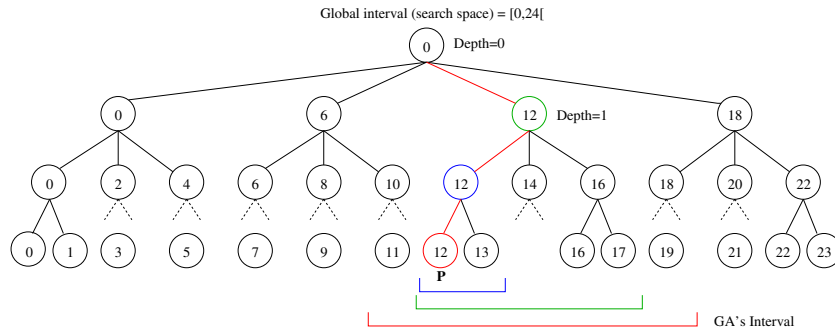 Global interval (search space) = [0,24[
0 Depth=0
0 6 12 Depth=1 18
0 2 4 6 8 10 12 14 16 18 20 22
0 1 3 5 7 9 11 12 13 16 17 19 21 22 23
P
GA's Interval